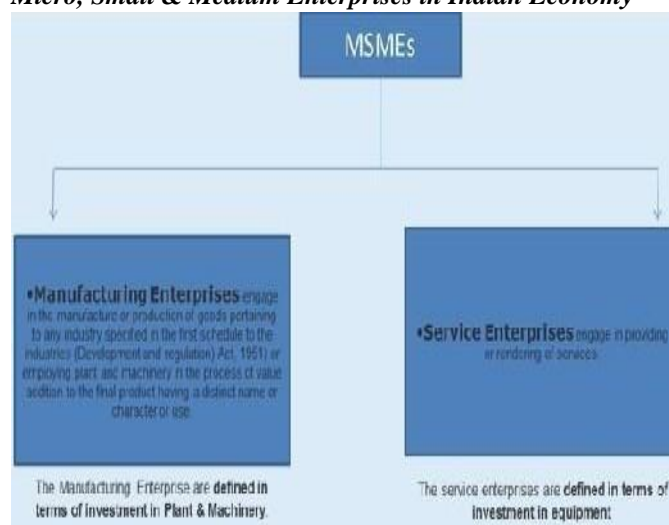 Micro, Small & Medium Enterprises in Indian Economy
MSMEs
•Manufacturing Enterprises engage
in the manufacture or production of goods pertaining
to any industry specified in the first schedule to the
industries (Development and regulation) Act, 1951) or
employing plant and machinery in the process of value
addition to the final product having a distinct name or
character or use
The Manufacturing Enterprise are defined in
terms of investment in Plant & Machinery.
•Service Enterprises engage in providing
or rendering of services
The service enterprises are defined in terms of
investment in equipment